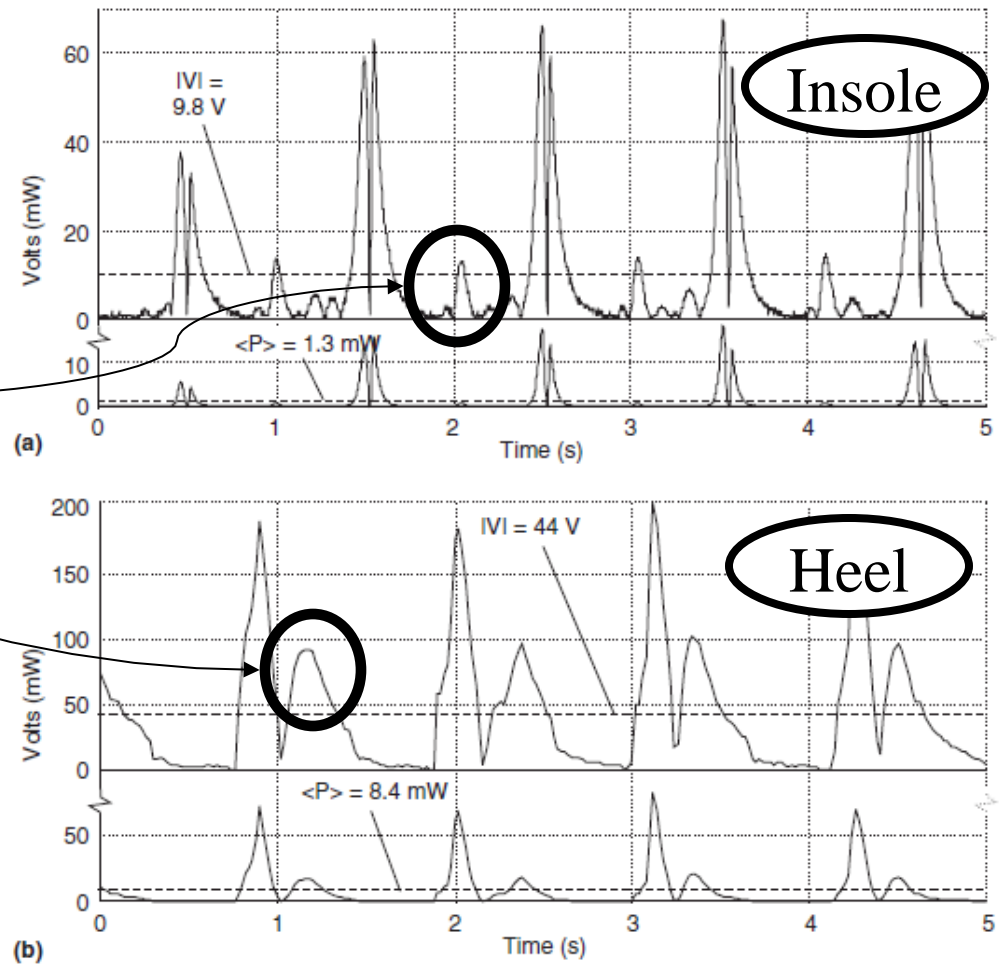 60
40
20
0
10
0
Volts (mW)
|V| =
9.8 V
Insole
<P> = 1.3 mW
0 1 2 3 4 5
Time (s)
(a)
200
150
100
50
0
50
0
Volts (mW)
|V| = 44 V
Heel
<P> = 8.4 mW
0 1 2 3 4 5
Time (s)
(b)